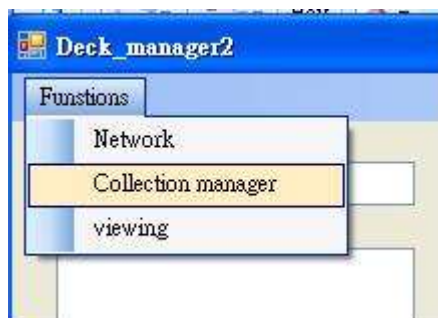 Deck_manager2
Funstions
Network
Collection manager
viewing